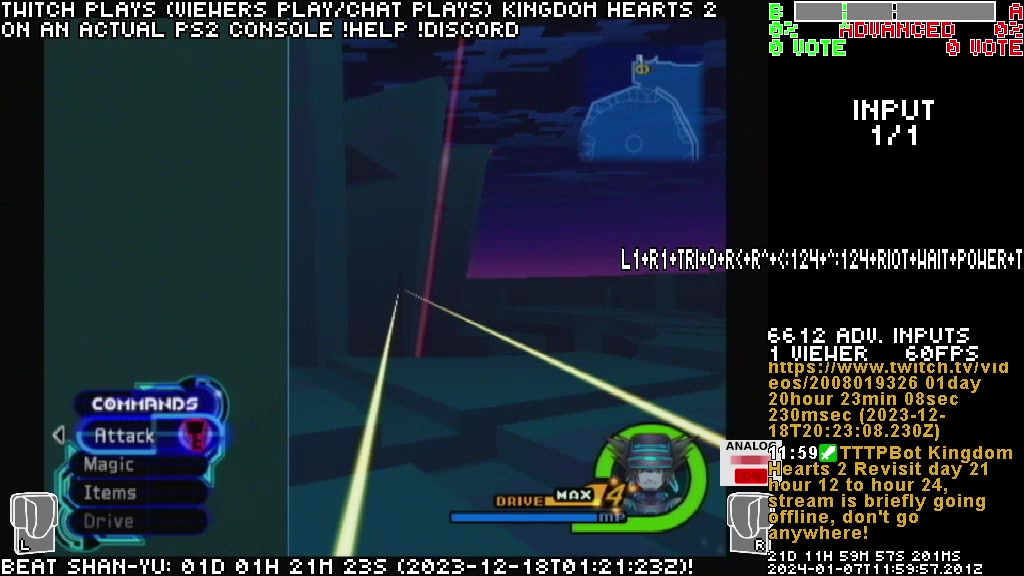 TWITCH PLAYS (VIEWERS PLAY/CHAT PLAYS) KINGDOM HEARTS 2
ON AN ACTUAL PS2 CONSOLE !HELP !DISCORD
B A
0% ADVANCED 0%
0 VOTE 0 VOTE
INPUT
1/1
L1+R1+TRI+O+R<+R^+<:124+^:124+RIOT+WAIT+POWER+T
6612 ADV. INPUTS
1 VIEWER 60FPS
https://www.twitch.tv/vid
eos/2008019326 01day
20hour 23min 08sec
230msec (2023-12-
18T20:23:08.230Z)
11:59 TTTPBot Kingdom
Hearts 2 Revisit day 21
hour 12 to hour 24,
stream is briefly going
offline, don't go
anywhere!
21D 11H 59M 57S 201MS
2024-01-07T11:59:57.201Z
COMMANDS
Attack
Magic
Items
Drive
DRIVE MAX 4
MP
ANALOG
L
R
BEAT SHAN-YU: 01D 01H 21M 23S (2023-12-18T01:21:23Z)!